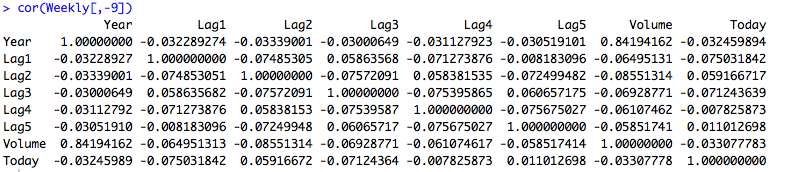 > cor(Weekly[,-9])
Year Lag1 Lag2 Lag3 Lag4 Lag5 Volume Today
Year 1.00000000 -0.032289274 -0.03339001 -0.03000649 -0.031127923 -0.030519101 0.84194162 -0.032459894
Lag1 -0.03228927 1.000000000 -0.07485305 0.05863568 -0.071273876 -0.008183096 -0.06495131 -0.075031842
Lag2 -0.03339001 -0.074853051 1.00000000 -0.07572091 0.058381535 -0.072499482 -0.08551314 0.059166717
Lag3 -0.03000649 0.058635682 -0.07572091 1.00000000 -0.075395865 0.060657175 -0.06928771 -0.071243639
Lag4 -0.03112792 -0.071273876 0.05838153 -0.07539587 1.000000000 -0.075675027 -0.06107462 -0.007825873
Lag5 -0.03051910 -0.008183096 -0.07249948 0.06065717 -0.075675027 1.000000000 -0.05851741 0.011012698
Volume 0.84194162 -0.064951313 -0.08551314 -0.06928771 -0.061074617 -0.058517414 1.00000000 -0.033077783
Today -0.03245989 -0.075031842 0.05916672 -0.07124364 -0.007825873 0.011012698 -0.03307778 1.000000000